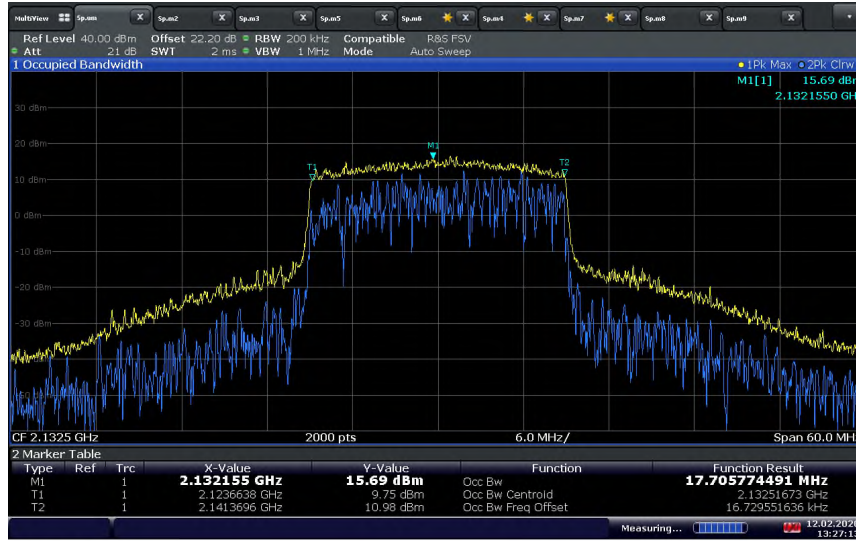 MultiView Sp.um X Sp.m2 X Sp.m3 X Sp.m5 X Sp.m6 X Sp.m4 X Sp.m7 X Sp.m8 X Sp.m9 X
Ref Level 40.00 dBm Offset 22.20 dB RBW 200 kHz Compatible R&S FSV
Att 21 dB SWT 2 ms VBW 1 MHz Mode Auto Sweep
1 Occupied Bandwidth 1Pk Max 2Pk Clrw
M1[1] 15.69 dBm
2.1321550 GH
30 dBm
20 dBm
M1
T1
T2
10 dBm
0 dBm
-10 dBm
-20 dBm
-30 dBm
CF 2.1325 GHz 2000 pts 6.0 MHz/ Span 60.0 MH
2 Marker Table
Type Ref Trc X-Value Y-Value Function Function Result
M1 1 2.132155 GHz 15.69 dBm Occ Bw 17.705774491 MHz
T1 1 2.1236638 GHz 9.75 dBm Occ Bw Centroid 2.13251673 GHz
T2 1 2.1413696 GHz 10.98 dBm Occ Bw Freq Offset 16.729551636 kHz
Measuring... 12.02.2020
13:27:13